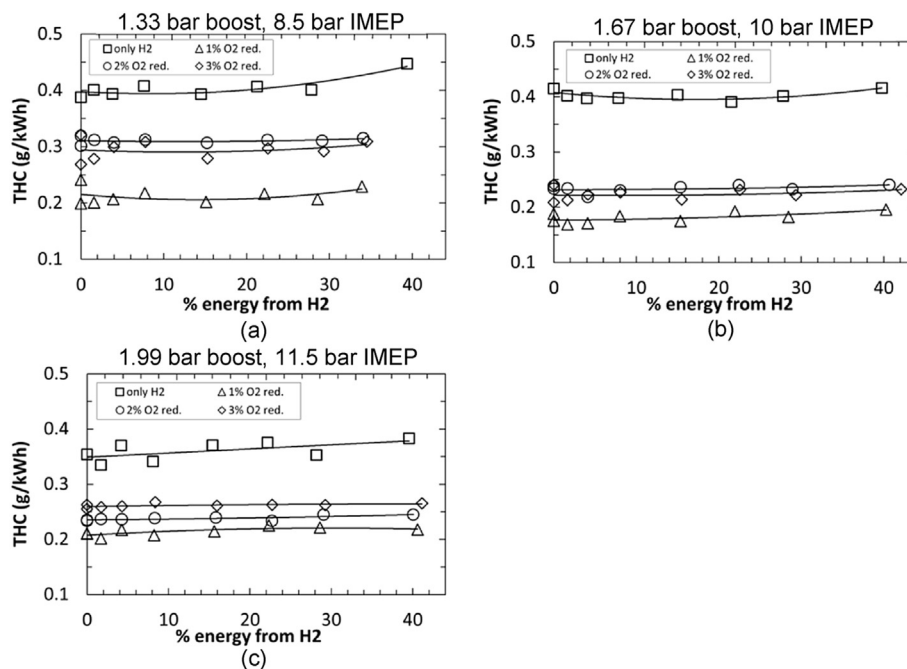 1.33 bar boost, 8.5 bar IMEP
only H2
1% O2 red.
2% O2 red.
3% O2 red.
THC (g/kWh)
0.5
0.4
0.3
0.2
0.1
0 10 20 30 40
% energy from H2
(a)
1.67 bar boost, 10 bar IMEP
only H2
1% O2 red.
2% O2 red.
3% O2 red.
THC (g/kWh)
0.5
0.4
0.3
0.2
0.1
0 10 20 30 40
% energy from H2
(b)
1.99 bar boost, 11.5 bar IMEP
only H2
1% O2 red.
2% O2 red.
3% O2 red.
THC (g/kWh)
0.5
0.4
0.3
0.2
0.1
0 10 20 30 40
% energy from H2
(c)